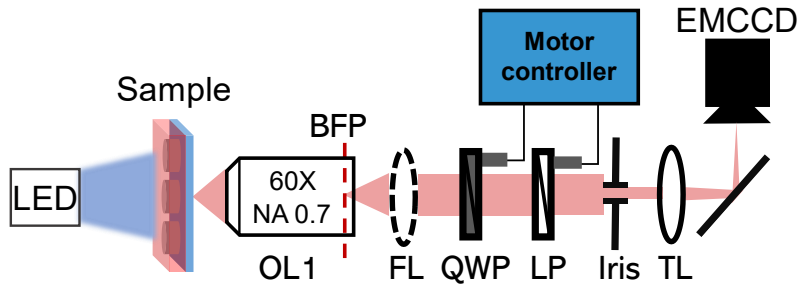 EMCCD
Motor
controller
Sample
BFP
LED
60X
NA 0.7
OL1
FL
QWP
LP
Iris
TL